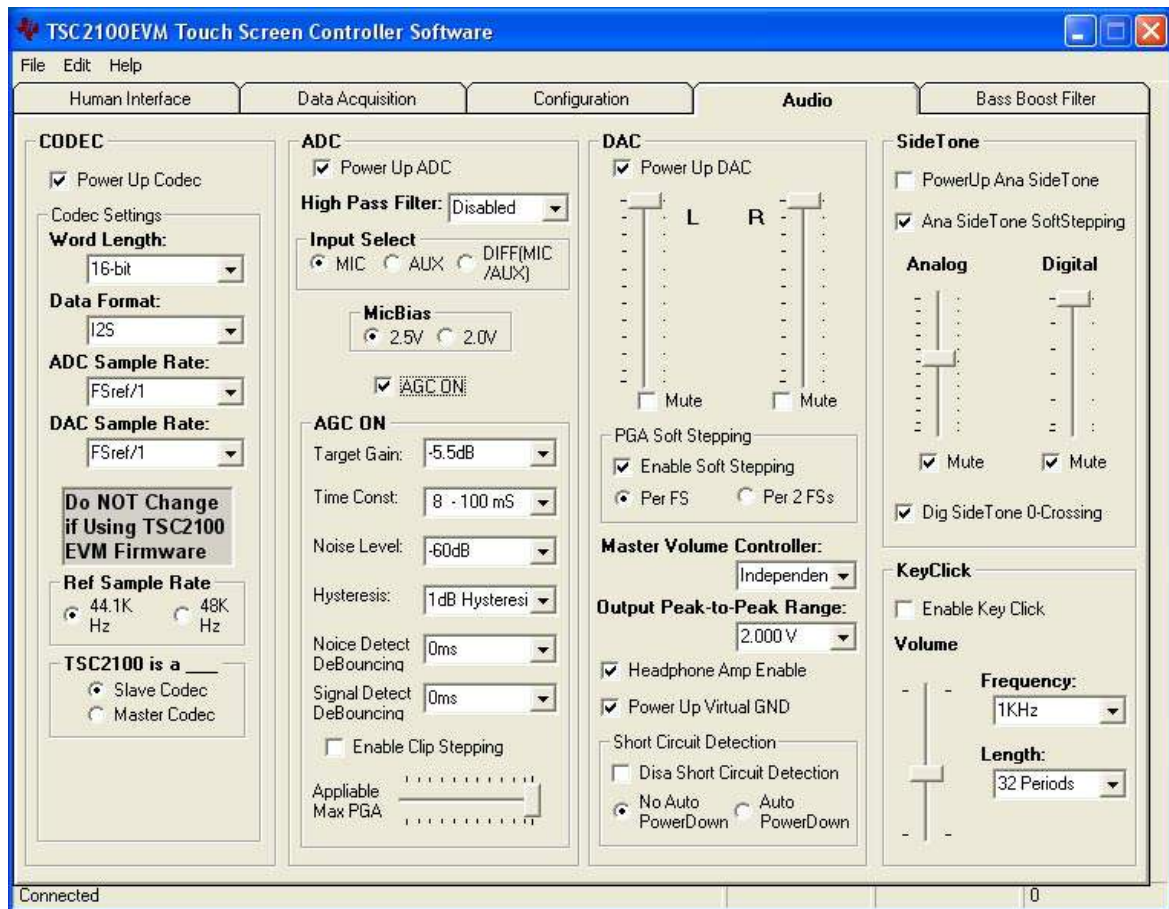 TSC2100EVM Touch Screen Controller Software
File Edit Help
Human Interface
Data Acquisition
Configuration
Audio
Bass Boost Filter
CODEC
Power Up Codec
Codec Settings
Word Length:
16-bit
Data Format:
I2S
ADC Sample Rate:
FSref/1
DAC Sample Rate:
FSref/1
Do NOT Change
if Using TSC2100
EVM Firmware
Ref Sample Rate
44.1K
Hz
48K
Hz
TSC2100 is a ___
Slave Codec
Master Codec
ADC
Power Up ADC
High Pass Filter: Disabled
Input Select
MIC AUX DIFF(MIC
/AUX)
MicBias
2.5V 2.0V
AGC ON
AGC ON
Target Gain: -5.5dB
Time Const: 8 - 100 mS
Noise Level: -60dB
Hysteresis: 1dB Hysteresi
Noice Detect
DeBouncing
0ms
Signal Detect
DeBouncing
0ms
Enable Clip Stepping
Appliable
Max PGA
DAC
Power Up DAC
L R
Mute Mute
PGA Soft Stepping
Enable Soft Stepping
Per FS Per 2 FSs
Master Volume Controller:
Independen
Output Peak-to-Peak Range:
2.000 V
Headphone Amp Enable
Power Up Virtual GND
Short Circuit Detection
Disa Short Circuit Detection
No Auto
PowerDown
Auto
PowerDown
SideTone
PowerUp Ana SideTone
Ana SideTone SoftStepping
Analog Digital
Mute Mute
Dig SideTone 0-Crossing
KeyClick
Enable Key Click
Volume
Frequency:
1KHz
Length:
32 Periods
Connected
0